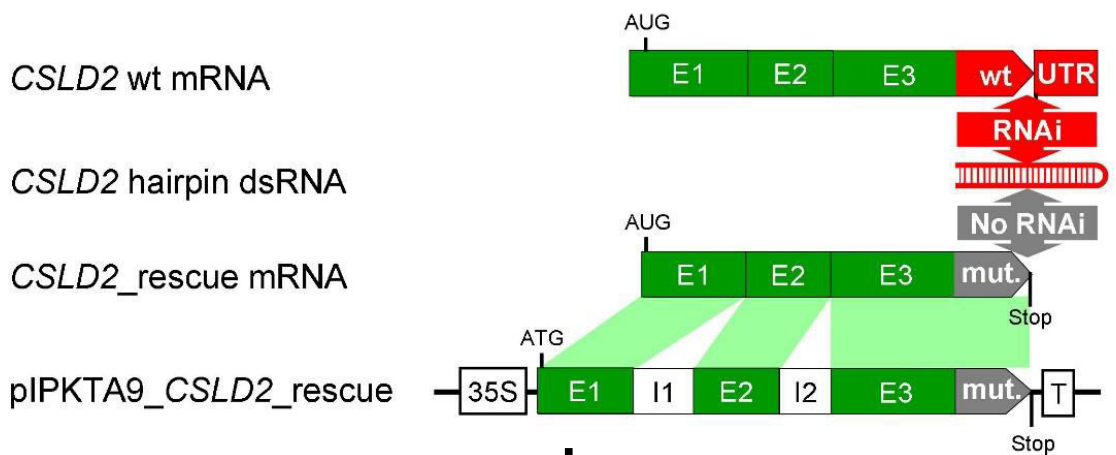 AUG
CSLD2 wt mRNA E1 E2 E3 wt UTR
RNAi
CSLD2 hairpin dsRNA
No RNAi
AUG
CSLD2_rescue mRNA E1 E2 E3 mut.
Stop
ATG
pIPKTA9_CSLD2_rescue 35S E1 I1 E2 I2 E3 mut. T
Stop